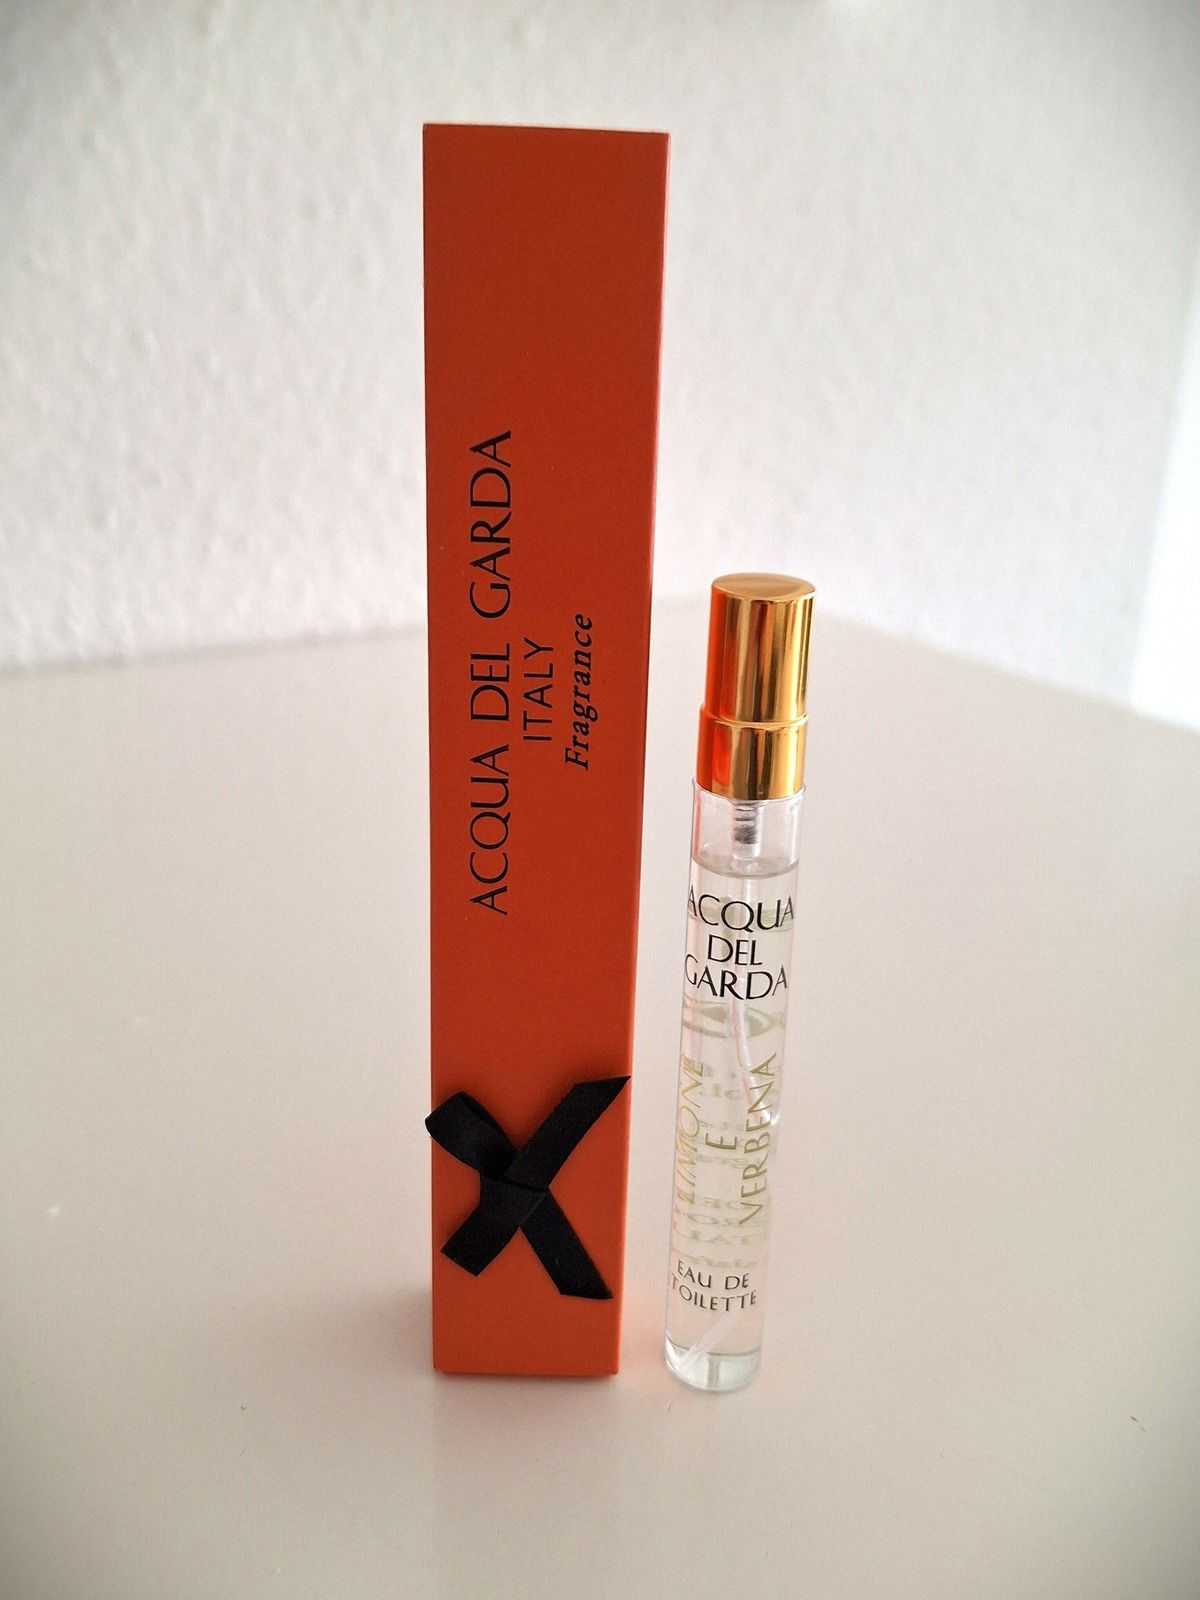 ACQUA DEL GARDA
ITALY
Fragrance
ACQUA
DEL
GARDA
LIMONE
E
VERBENA
EAU DE
TOILETTE